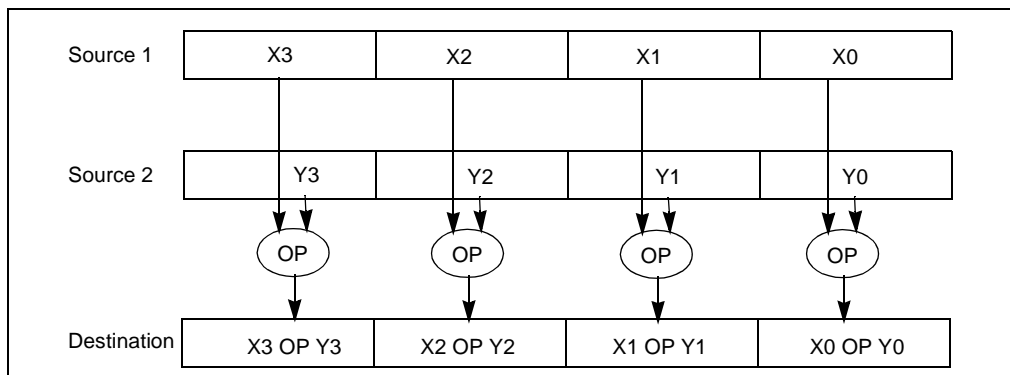 Source 1 X3 X2 X1 X0
Source 2 Y3 Y2 Y1 Y0
OP OP OP OP
Destination X3 OP Y3 X2 OP Y2 X1 OP Y1 X0 OP Y0